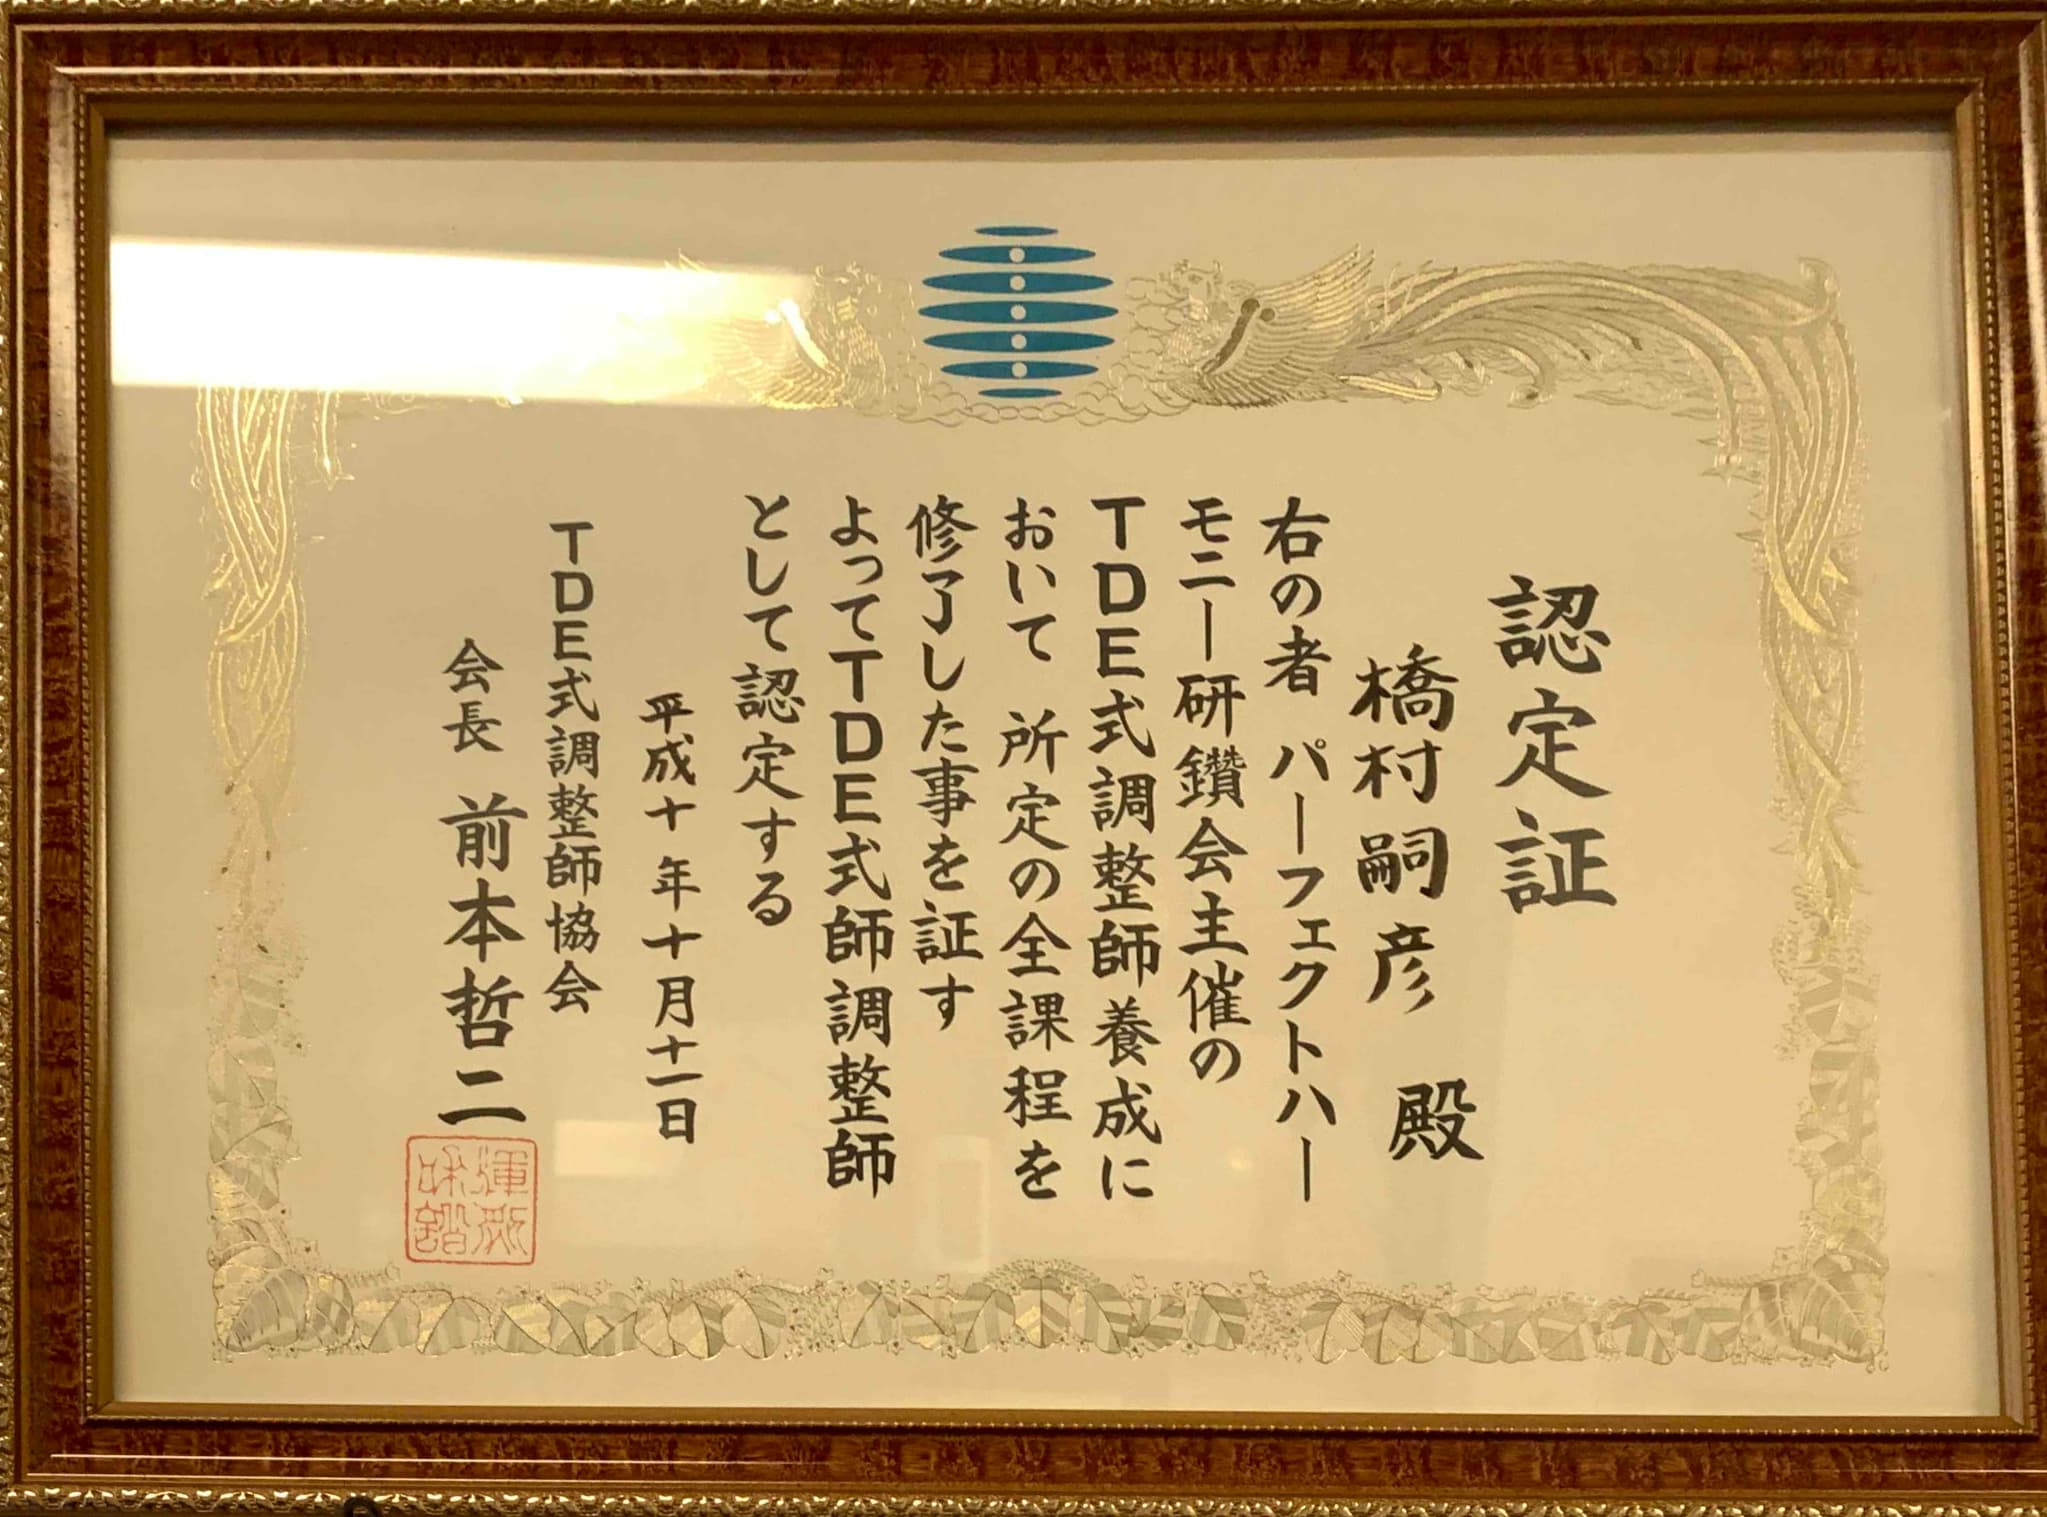 認定証
橋村嗣彦 殿
右の者 パーフェクトハー
モニー研鑽会主催の
TDE式調整師養成に
おいて 所定の全課程を
修了した事を証す
よってTDE式師調整師
として認定する
平成十年十月十一日
TDE式調整師協会
会長 前本哲二